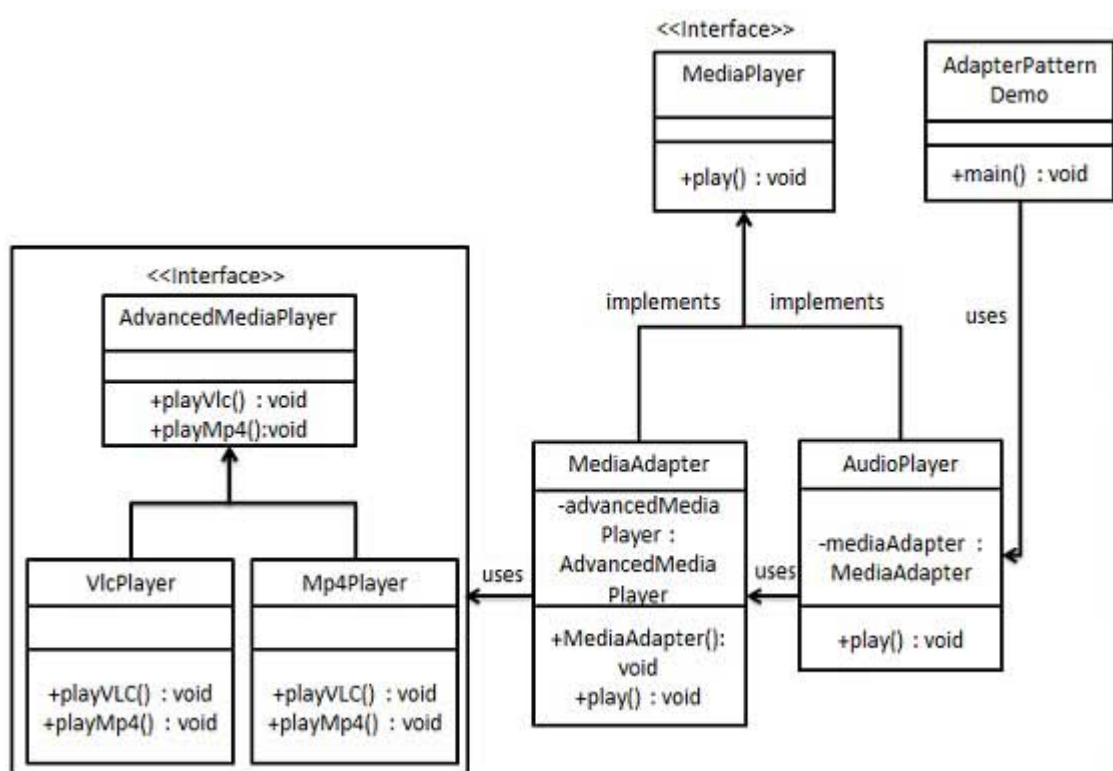 <<Interface>>
MediaPlayer
+play() : void
AdapterPattern
Demo
+main() : void
implements
implements
uses
<<Interface>>
AdvancedMediaPlayer
+playVlc() : void
+playMp4():void
VlcPlayer
+playVLC() : void
+playMp4() : void
Mp4Player
+playVLC() : void
+playMp4() : void
uses
MediaAdapter
-advancedMedia
Player :
AdvancedMedia
Player
+MediaAdapter():
void
+play() : void
uses
AudioPlayer
-mediaAdapter :
MediaAdapter
+play() : void